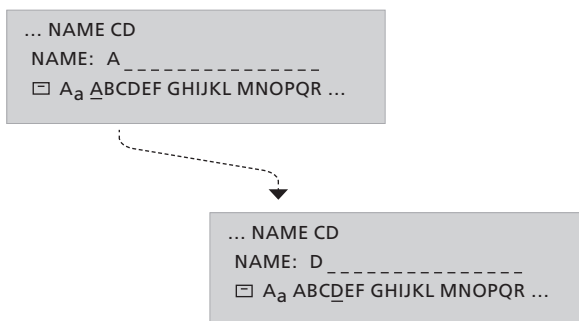 ... NAME CD
NAME: A _ _ _ _ _ _ _ _ _ _ _ _ _ _ _
Aa ABCDEF GHIJKL MNOPQR ...
... NAME CD
NAME: D _ _ _ _ _ _ _ _ _ _ _ _ _ _ _
Aa ABCDEF GHIJKL MNOPQR ...